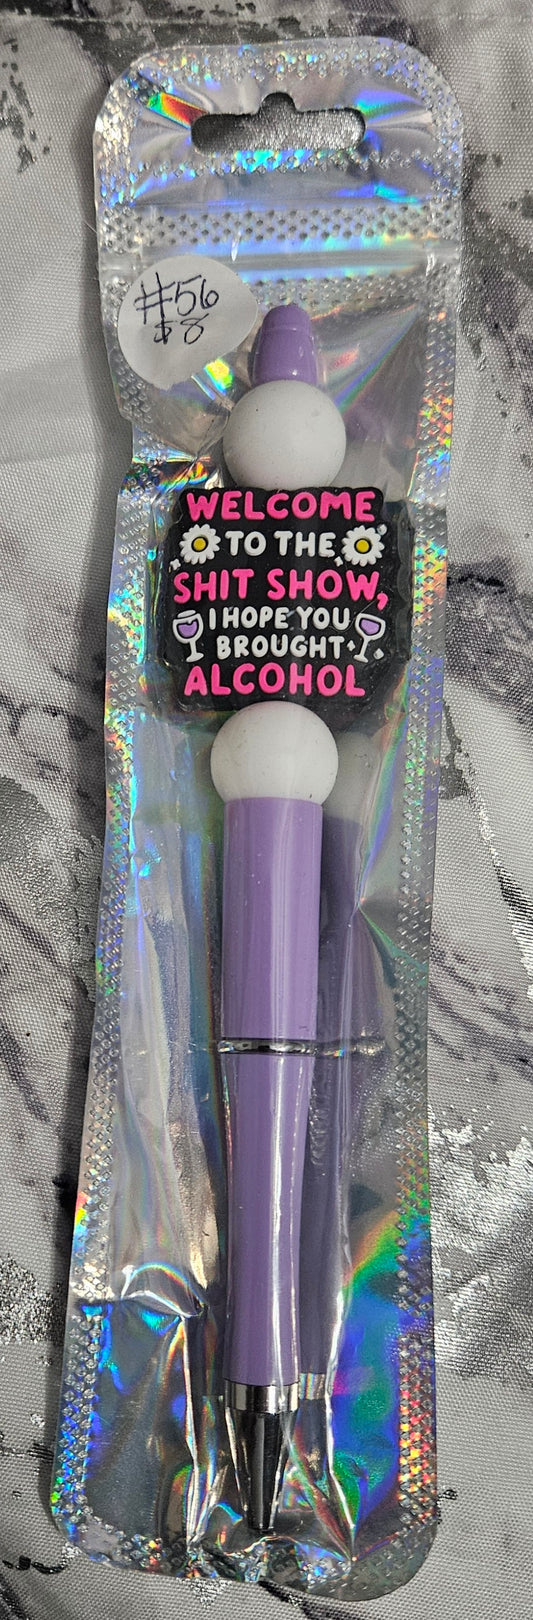 #56
$8
WELCOME
TO THE
SHIT SHOW,
I HOPE YOU
BROUGHT
ALCOHOL